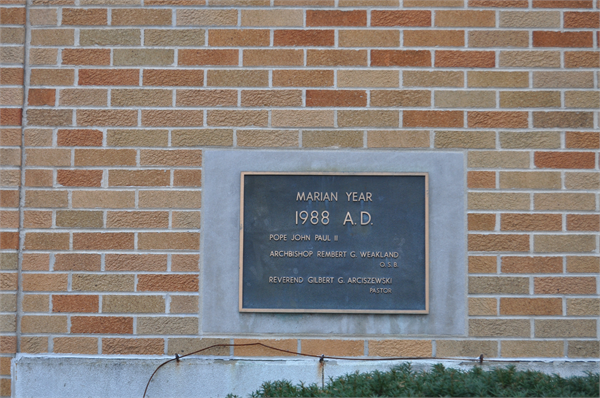 MARIAN YEAR
1988 A.D.
POPE JOHN PAUL II
ARCHBISHOP REMBERT G. WEAKLAND
O.S.B.
REVEREND GILBERT G. ARCISZEWSKI
PASTOR